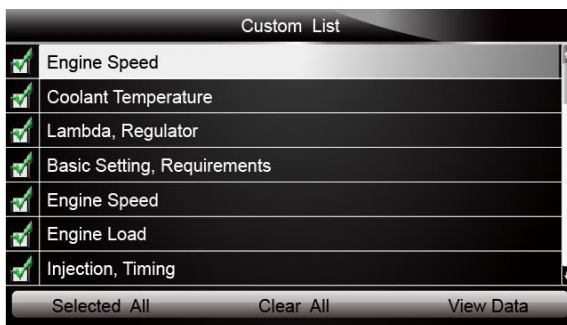 Custom List
Engine Speed
Coolant Temperature
Lambda, Regulator
Basic Setting, Requirements
Engine Speed
Engine Load
Injection, Timing
Selected All Clear All View Data